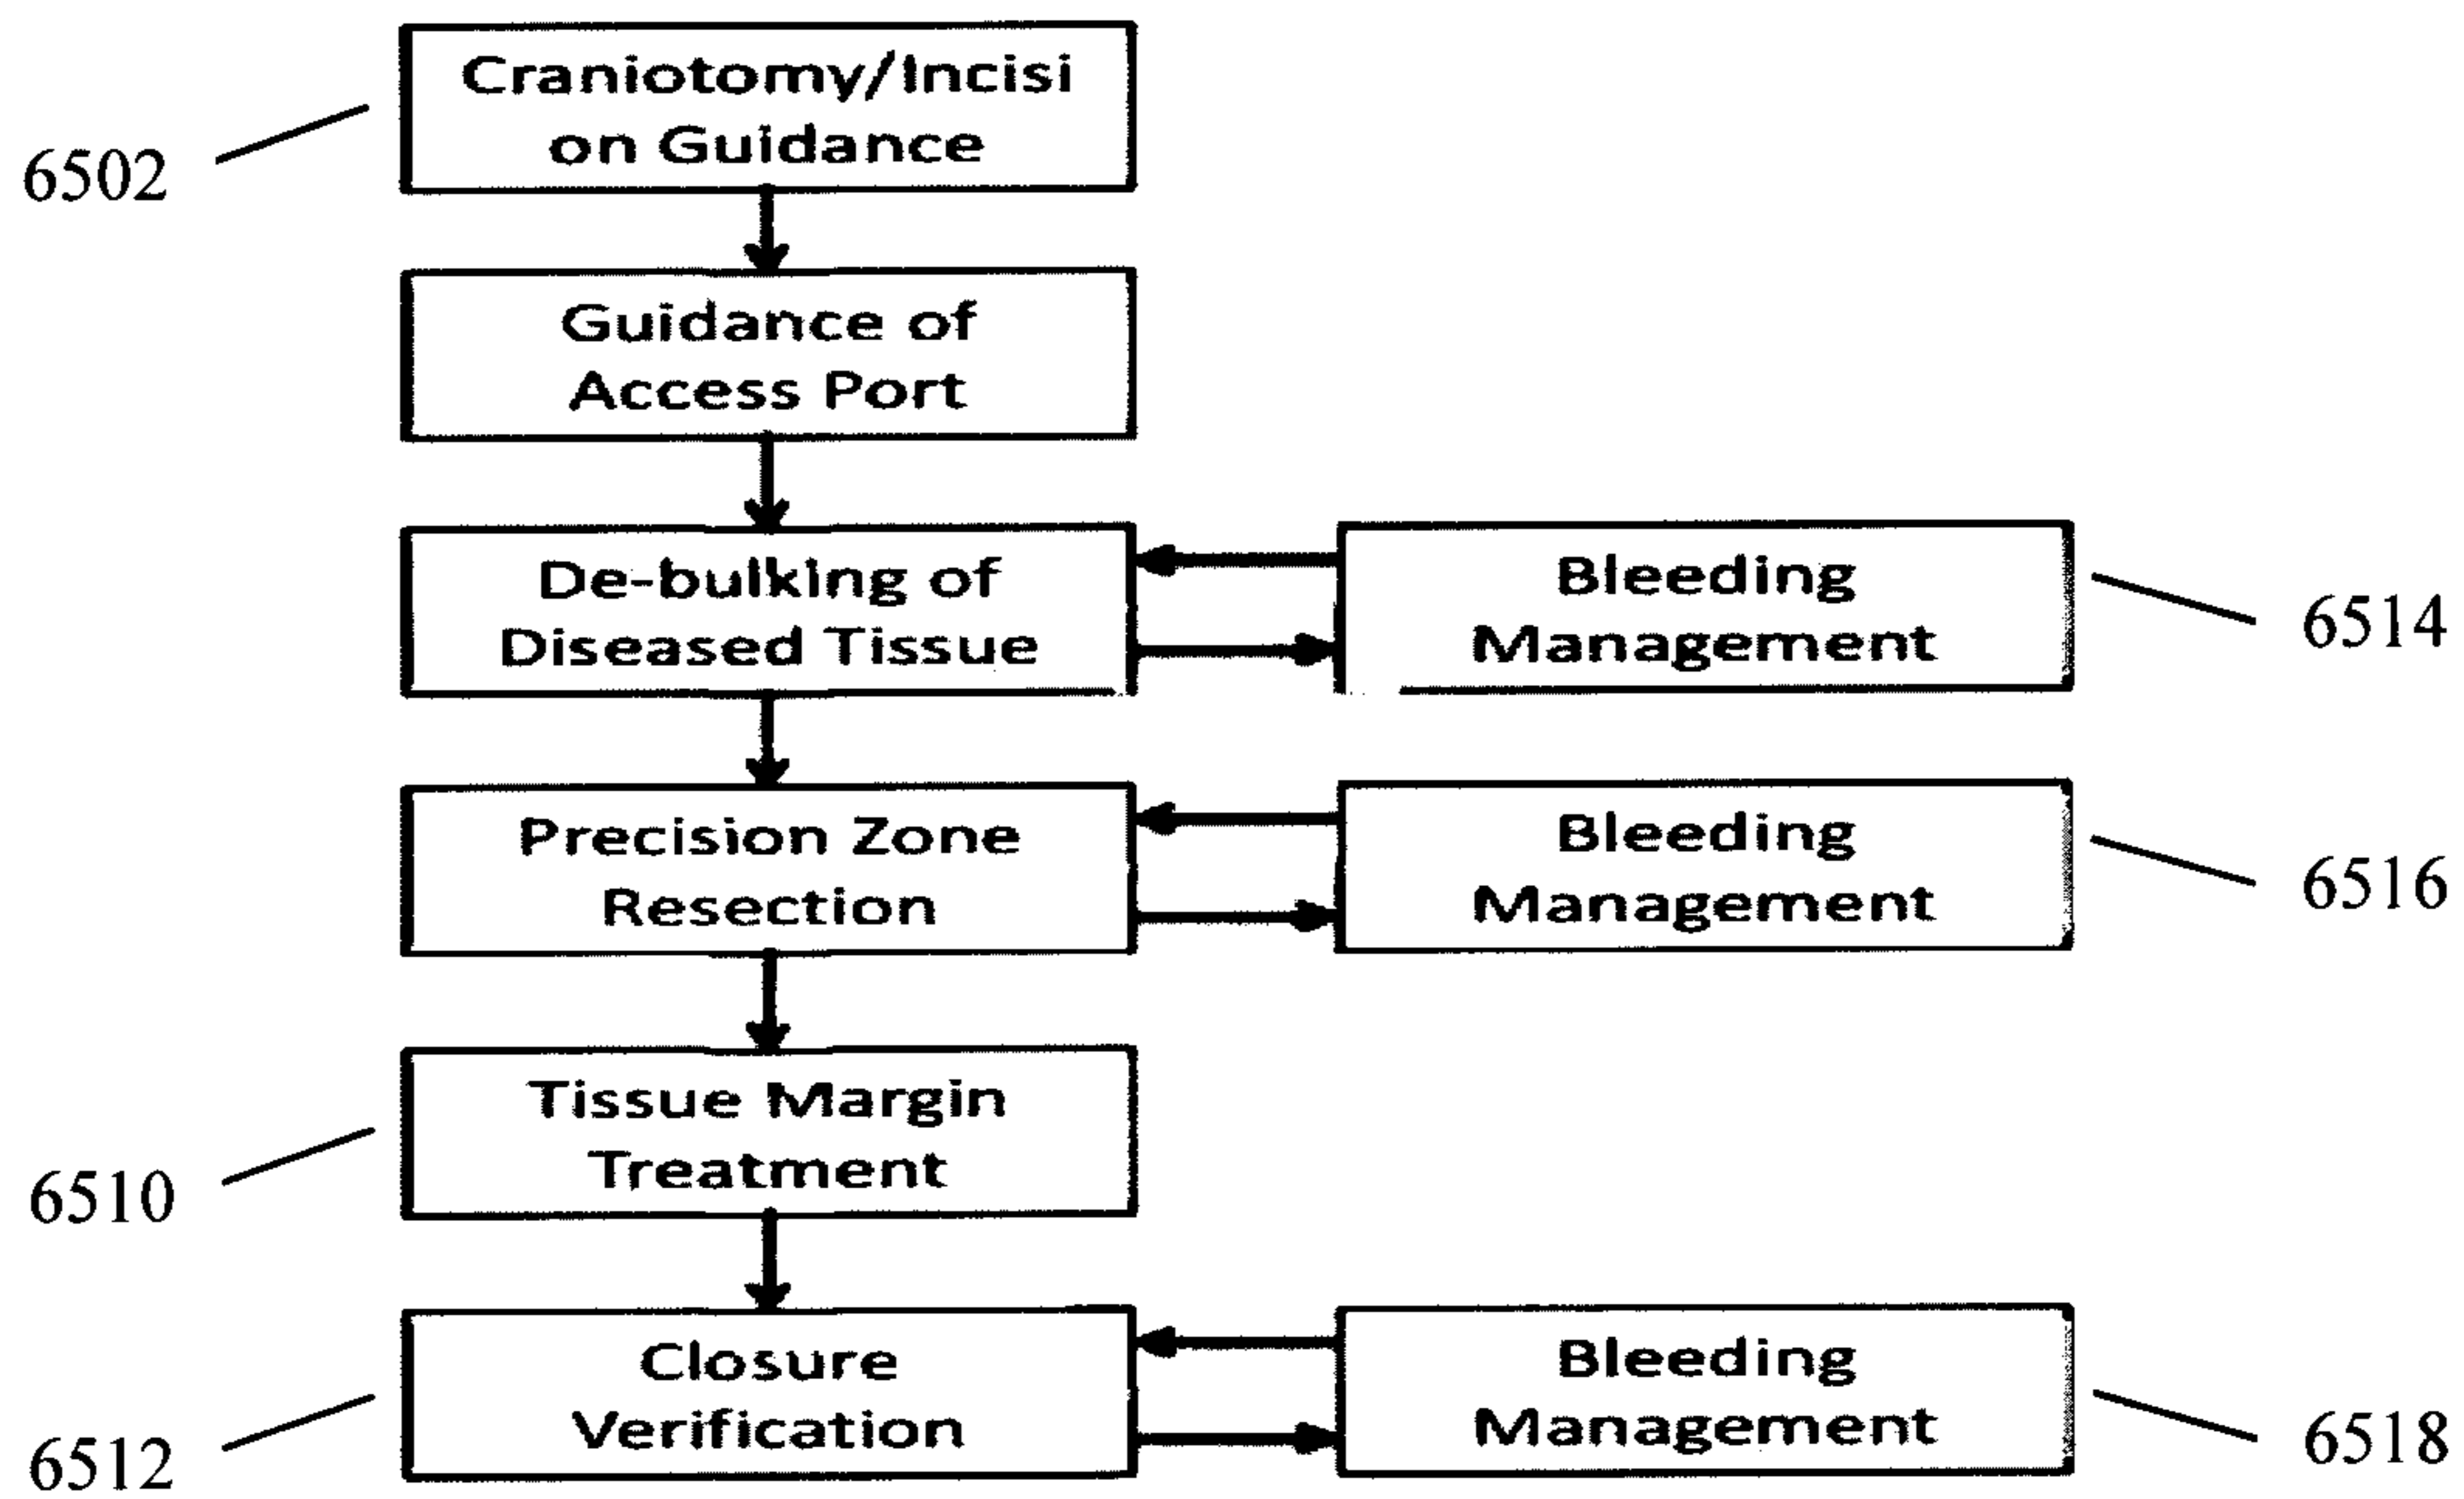 Craniotomy/Incisi
on Guidance
6502
Guidance of
Access Port
De-bulking of
Diseased Tissue
Bleeding
Management
6514
Precision Zone
Resection
Bleeding
Management
6516
Tissue Margin
Treatment
6510
Closure
Verification
6512
Bleeding
Management
6518